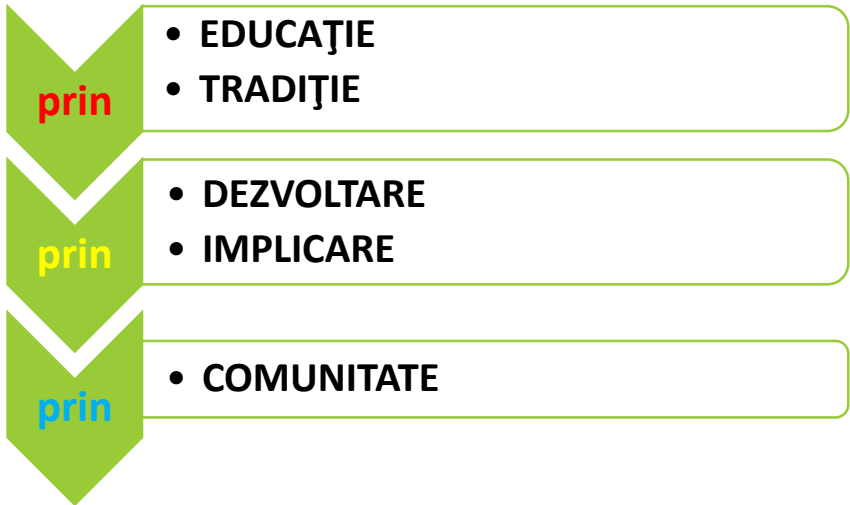 prin
• EDUCAŢIE
• TRADIŢIE
prin
• DEZVOLTARE
• IMPLICARE
prin
• COMUNITATE